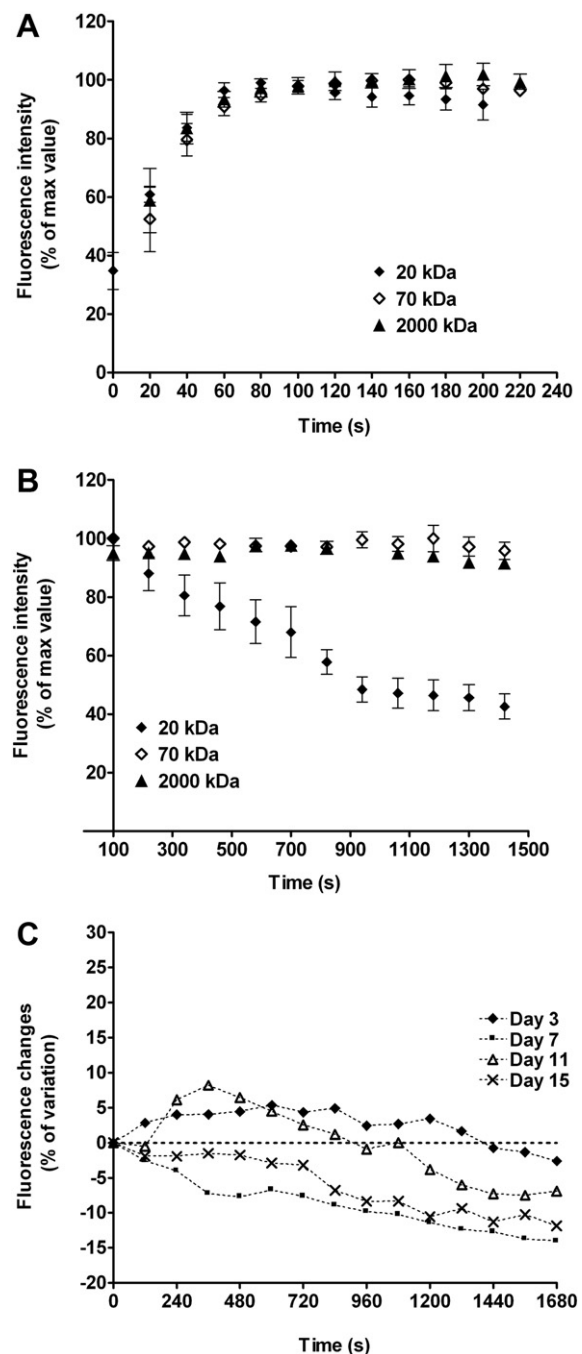 A
Fluorescence intensity
(% of max value)
120
100
80
60
40
20
0
20 kDa
70 kDa
2000 kDa
0 20 40 60 80 100 120 140 160 180 200 220 240
Time (s)
B
Fluorescence intensity
(% of max value)
120
100
80
60
40
20
20 kDa
70 kDa
2000 kDa
100 300 500 700 900 1100 1300 1500
Time (s)
C
Fluorescence changes
(% of variation)
30
25
20
15
10
5
0
-5
-10
-15
-20
Day 3
Day 7
Day 11
Day 15
0 240 480 720 960 1200 1440 1680
Time (s)